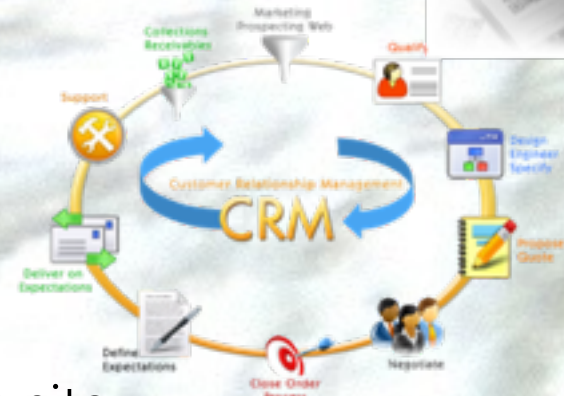 Marketing
Prospecting Web
Collections
Receivables
Qualify
Support
Design
Engineer
Specify
Customer Relationship Management
CRM
Propose
Quote
Deliver on
Expectations
Define
Expectations
Negotiate
Close Order